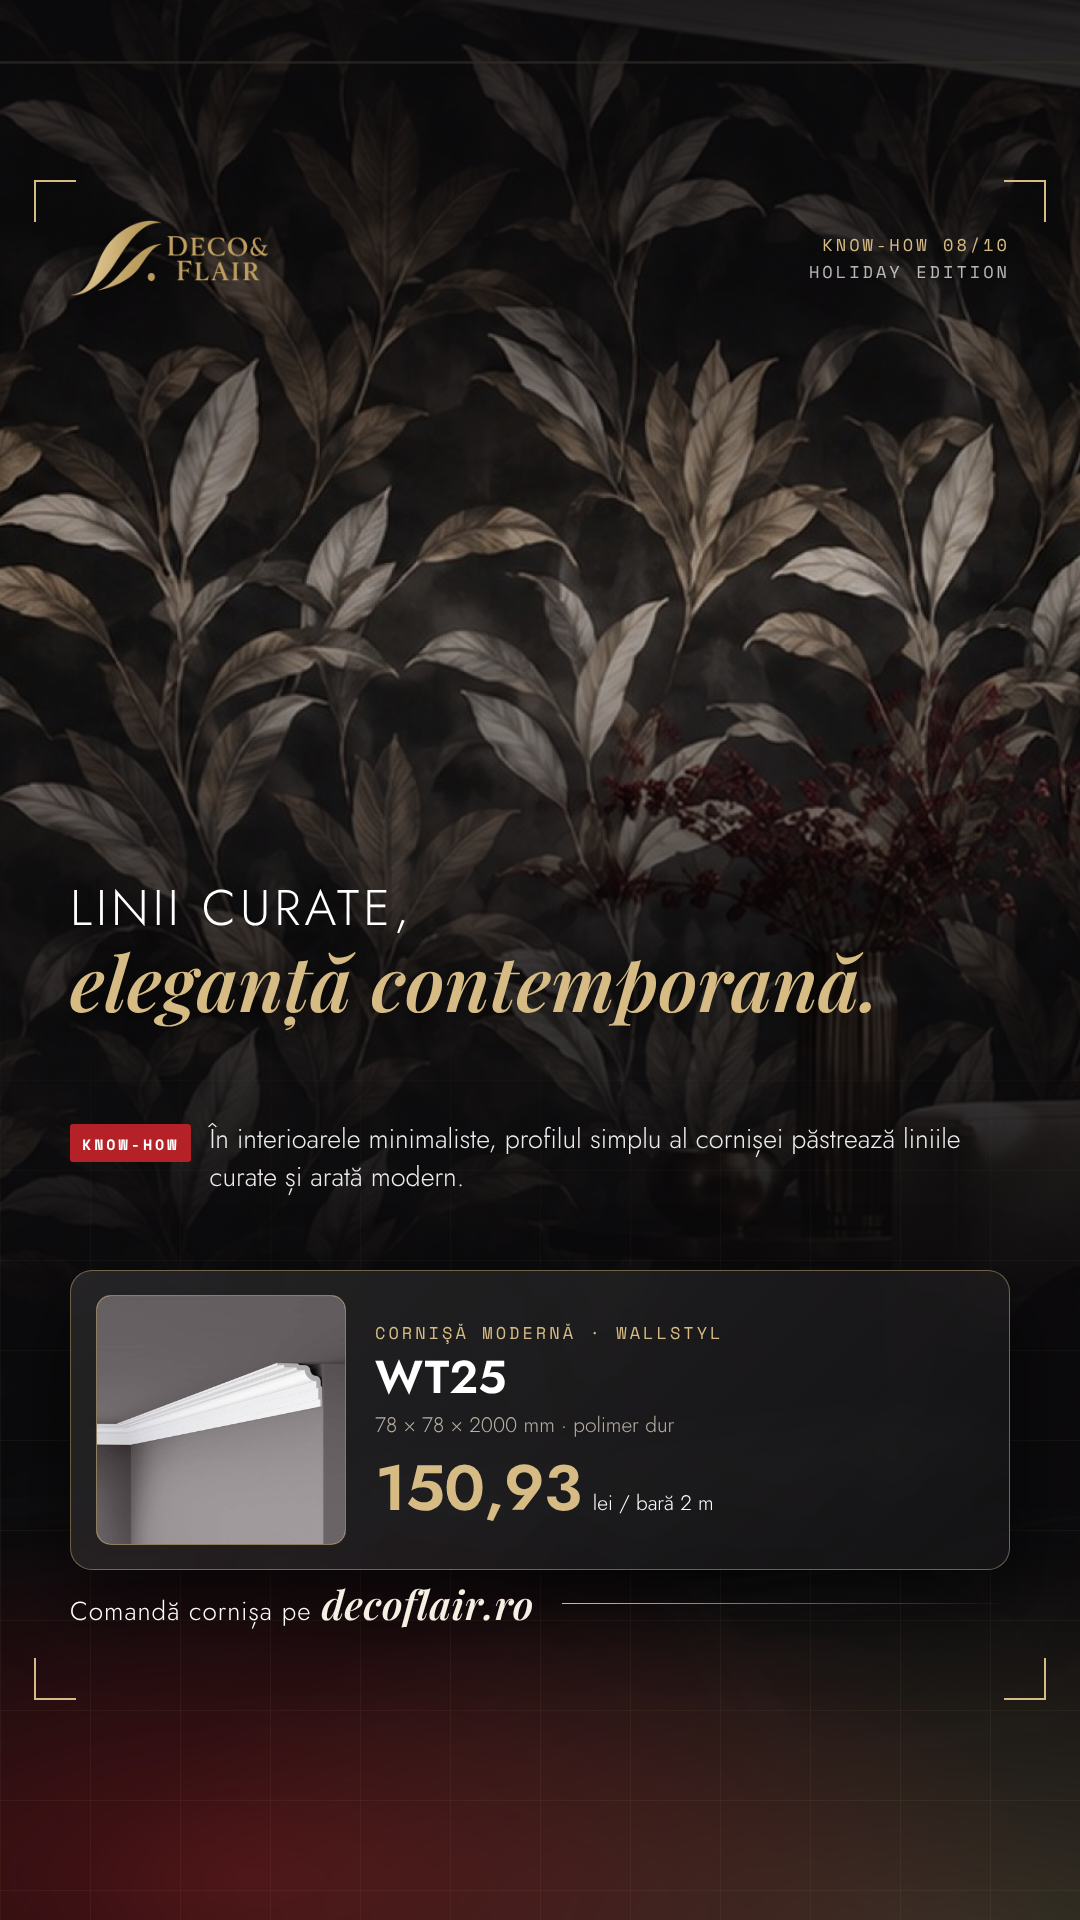 DECO&
FLAIR
KNOW-HOW 08/10
HOLIDAY EDITION
LINII CURATE,
eleganță contemporană.
KNOW-HOW
În interioarele minimaliste, profilul simplu al cornișei păstrează liniile
curate și arată modern.
CORNIȘĂ MODERNĂ · WALLSTYL
WT25
78 × 78 × 2000 mm · polimer dur
150,93 lei / bară 2 m
Comandă cornișa pe decoflair.ro